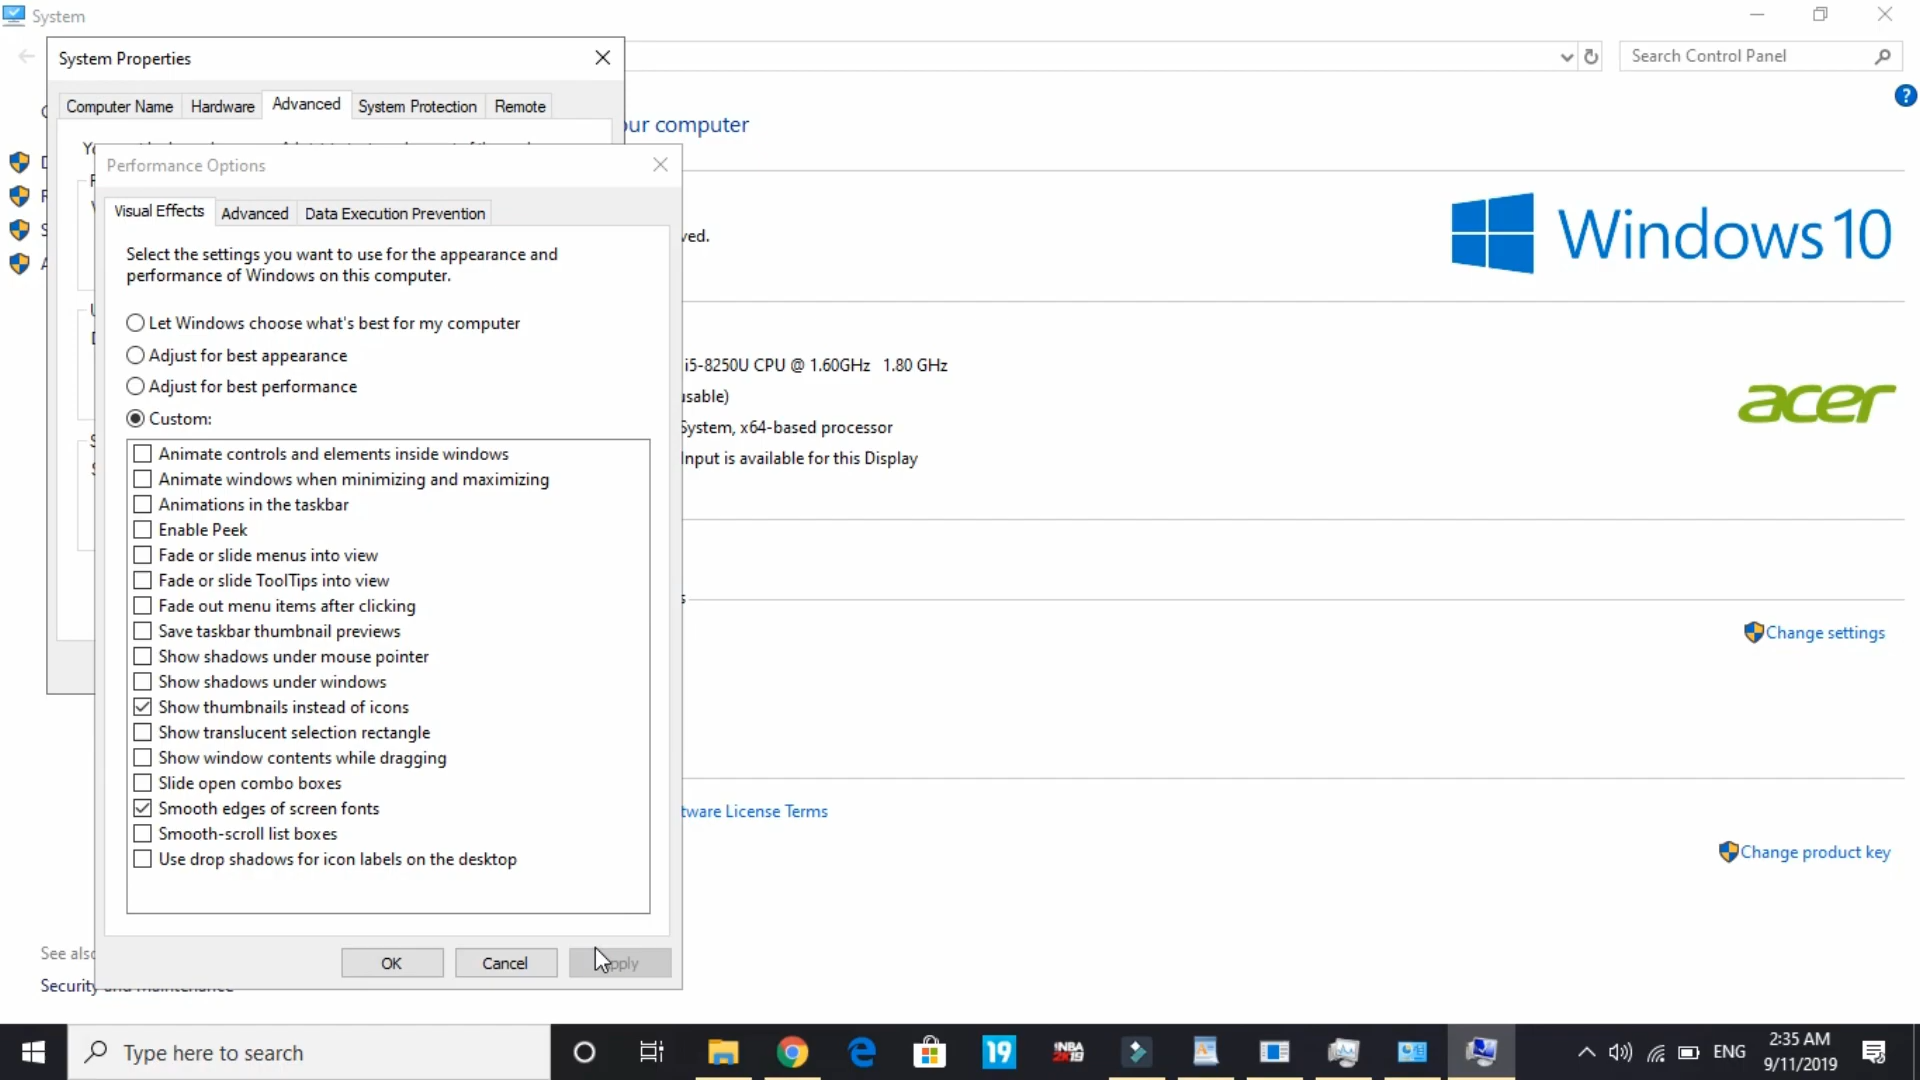 System
System Properties
Search Control Panel
Computer Name
Hardware
Advanced
System Protection
Remote
our computer
Performance Options
Visual Effects
Advanced
Data Execution Prevention
Select the settings you want to use for the appearance and
performance of Windows on this computer.
ved.
Windows 10
Let Windows choose what's best for my computer
Adjust for best appearance
Adjust for best performance
Custom:
i5-8250U CPU @ 1.60GHz 1.80 GHz
usable)
System, x64-based processor
Input is available for this Display
acer
Animate controls and elements inside windows
Animate windows when minimizing and maximizing
Animations in the taskbar
Enable Peek
Fade or slide menus into view
Fade or slide ToolTips into view
Fade out menu items after clicking
Save taskbar thumbnail previews
Show shadows under mouse pointer
Show shadows under windows
Show thumbnails instead of icons
Show translucent selection rectangle
Show window contents while dragging
Slide open combo boxes
Smooth edges of screen fonts
Smooth-scroll list boxes
Use drop shadows for icon labels on the desktop
Change settings
tware License Terms
Change product key
See also
OK
Cancel
pply
Security and Maintenance
Type here to search
19
NBA
2K19
ENG
2:35 AM
9/11/2019